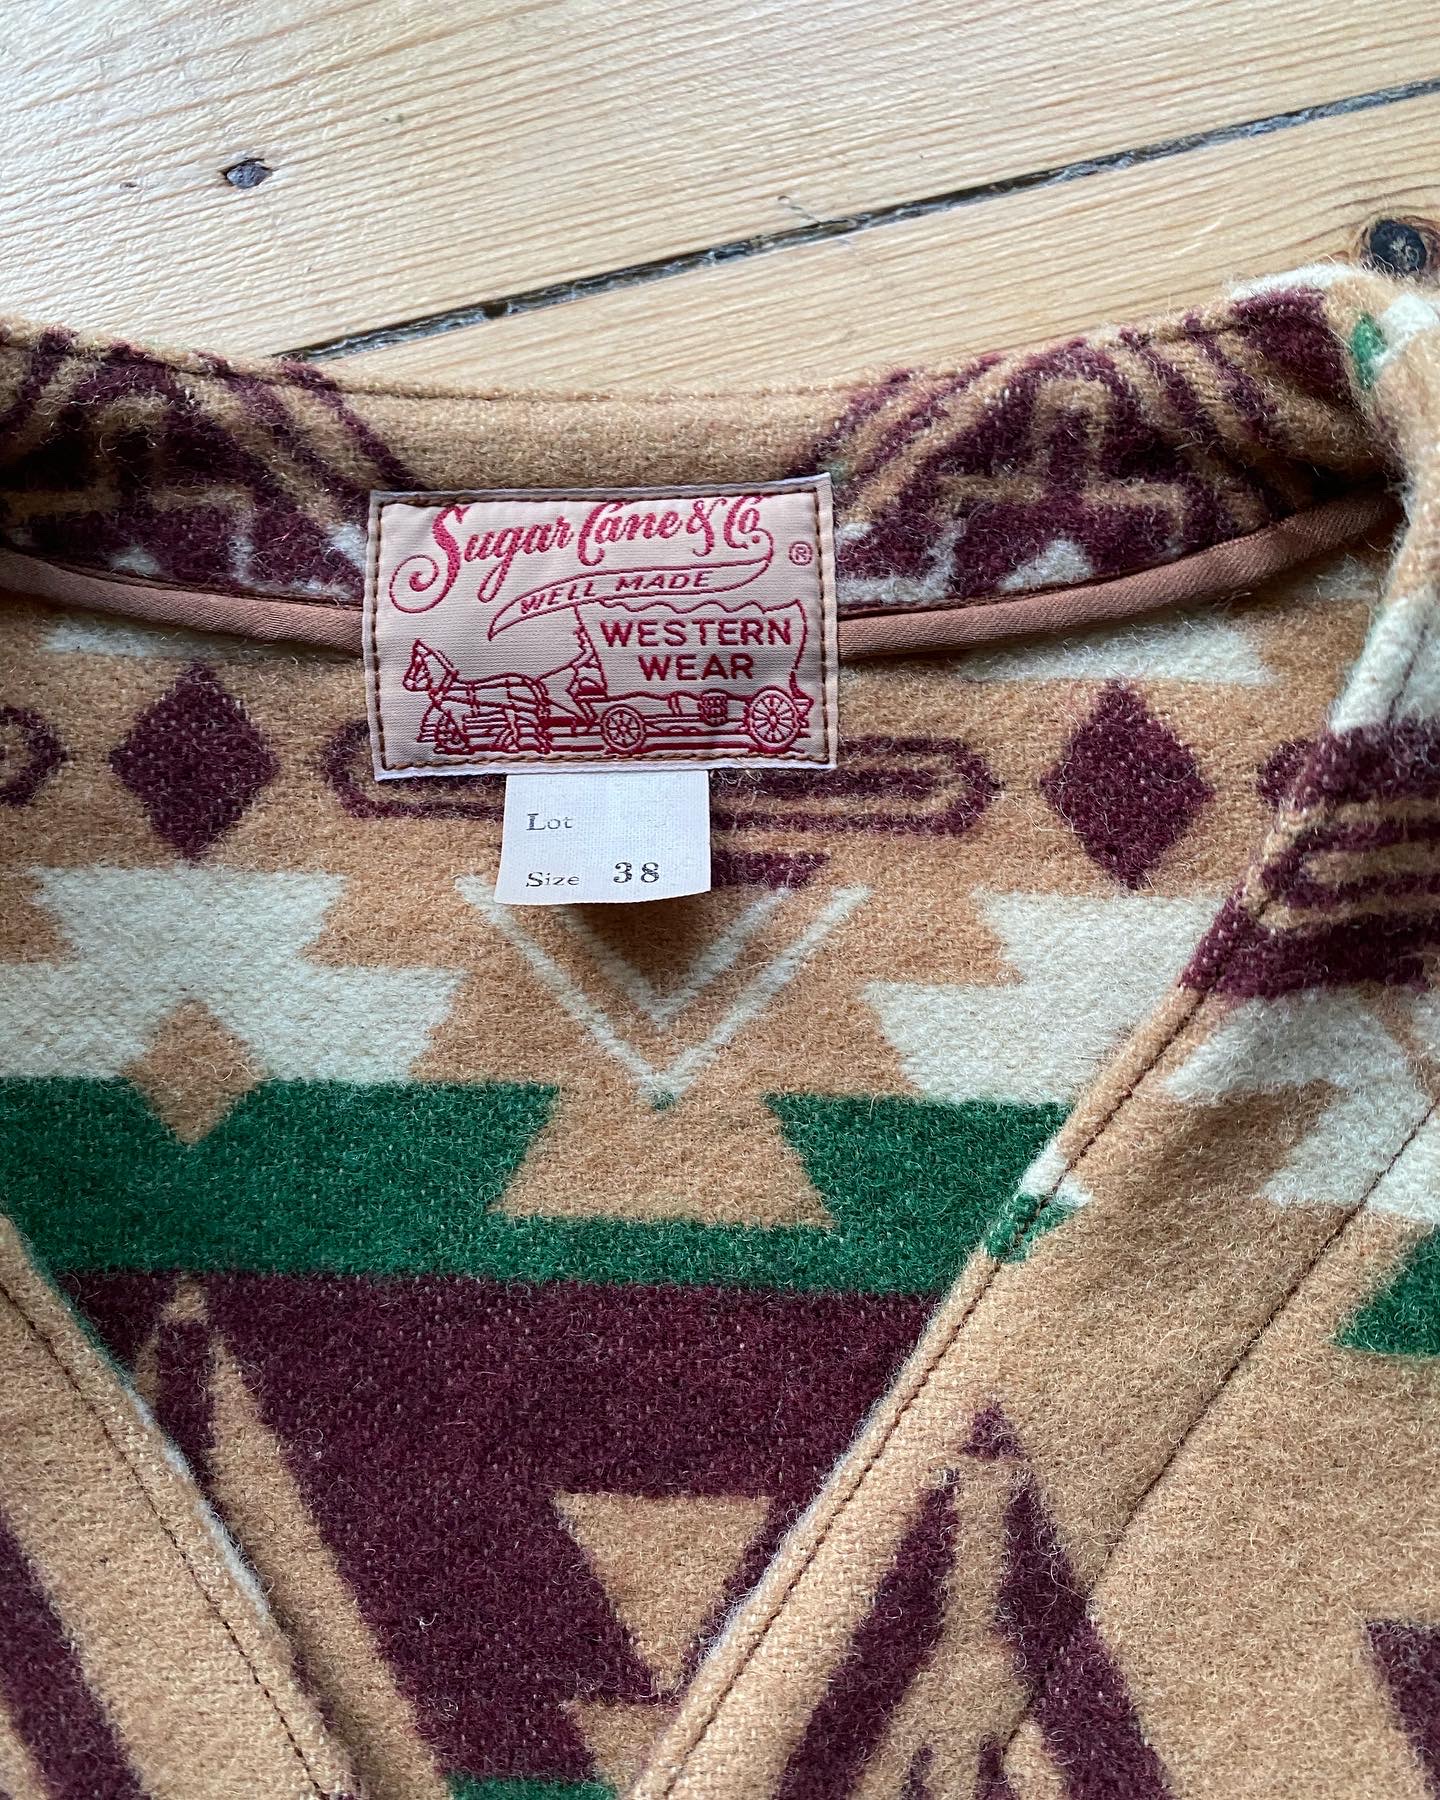 Sugar Cane & Co.
®
WELL MADE
WESTERN
WEAR
Lot
Size 38